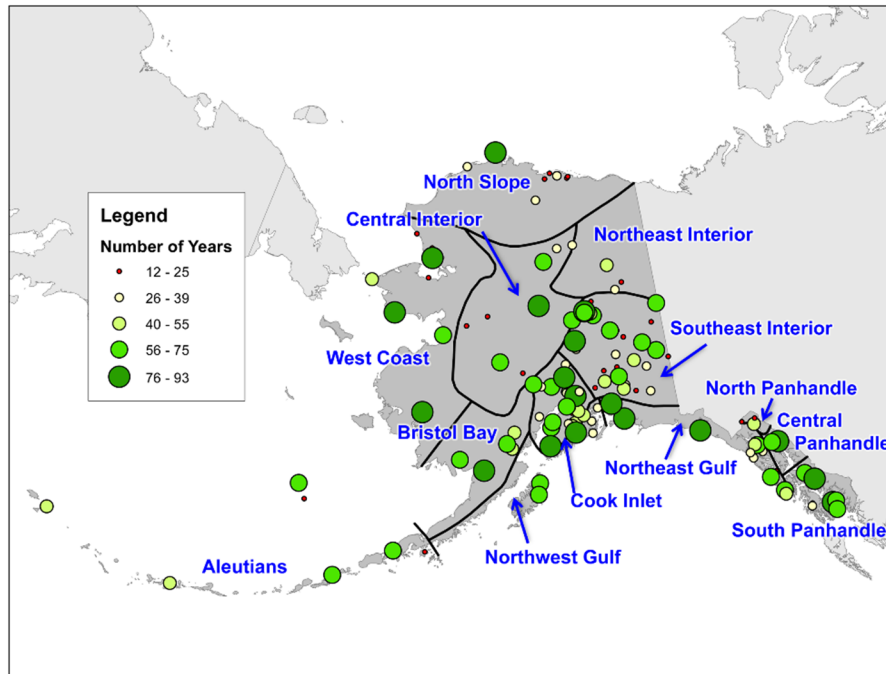 North Slope
Central Interior
Northeast Interior
Legend
Number of Years
12 - 25
26 - 39
40 - 55
56 - 75
76 - 93
Southeast Interior
West Coast
North Panhandle
Central
Panhandle
Bristol Bay
Northeast Gulf
Cook Inlet
South Panhandle
Northwest Gulf
Aleutians